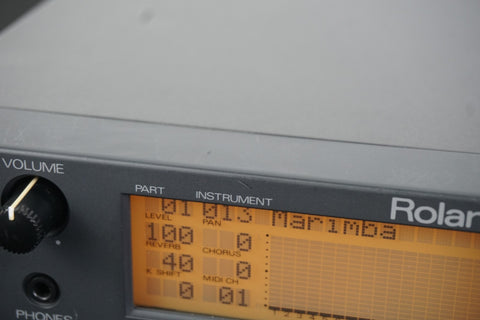 VOLUME
PART INSTRUMENT
Rolan
01 013 Marimba
LEVEL PAN
100 0
REVERB CHORUS
40 0
K SHIFT MIDI CH
0 01
PHONES